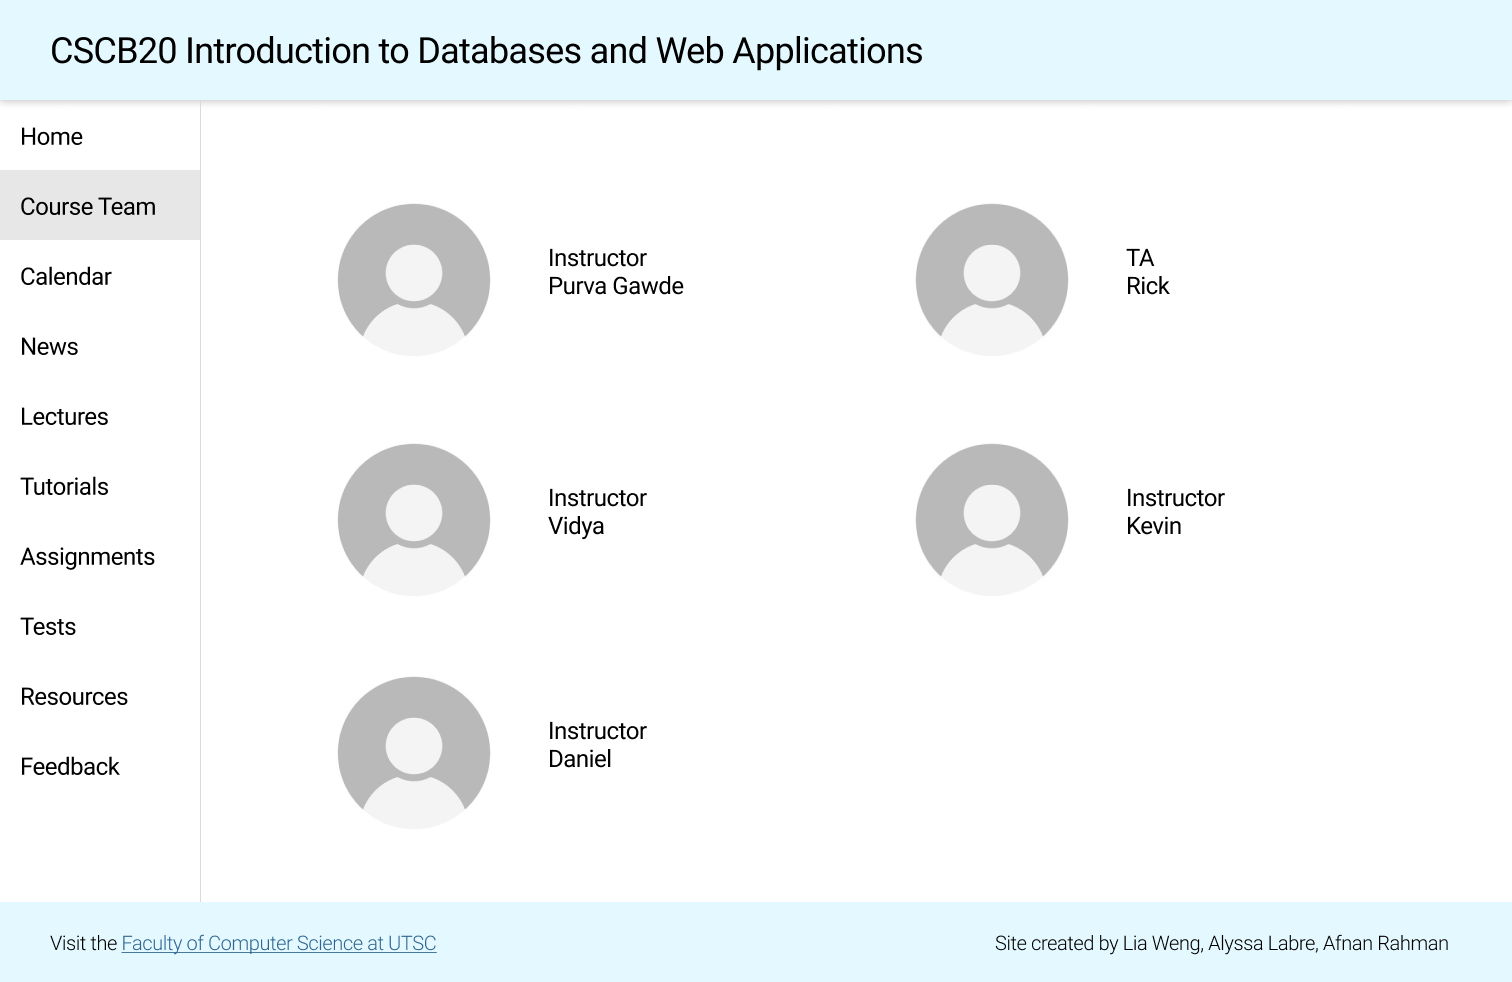 CSCB20 Introduction to Databases and Web Applications
Home
Course Team
Calendar
News
Lectures
Tutorials
Assignments
Tests
Resources
Feedback
Instructor
Purva Gawde
TA
Rick
Instructor
Vidya
Instructor
Kevin
Instructor
Daniel
Visit the Faculty of Computer Science at UTSC
Site created by Lia Weng, Alyssa Labre, Afnan Rahman